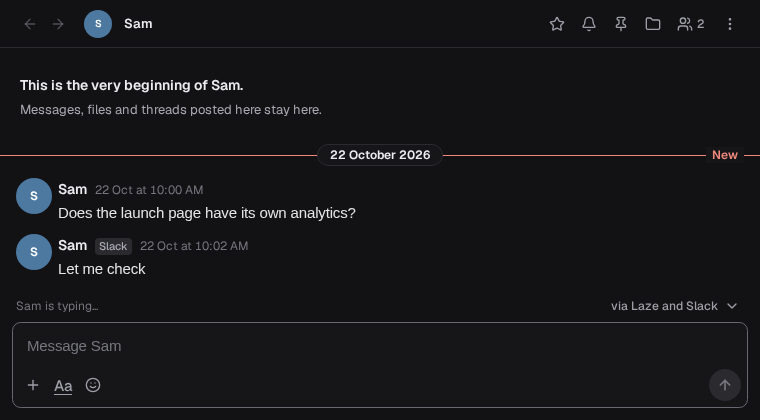 S Sam 2
This is the very beginning of Sam.
Messages, files and threads posted here stay here.
22 October 2026 New
S Sam 22 Oct at 10:00 AM
Does the launch page have its own analytics?
S Sam Slack 22 Oct at 10:02 AM
Let me check
Sam is typing… via Laze and Slack
Message Sam
Aa